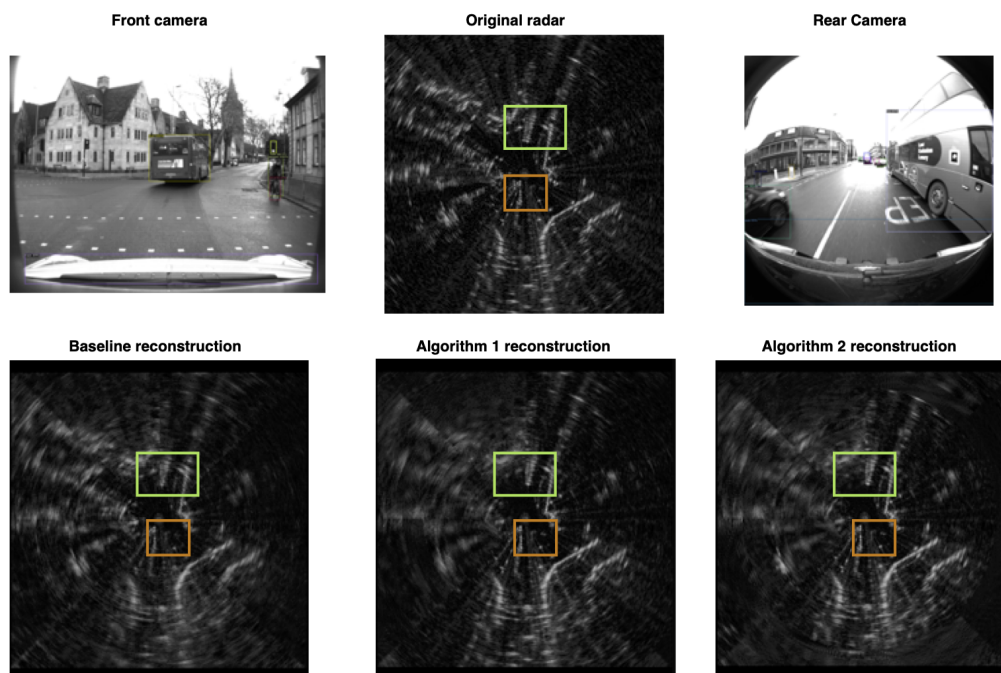 Front camera
Original radar
Rear Camera
Baseline reconstruction
Algorithm 1 reconstruction
Algorithm 2 reconstruction